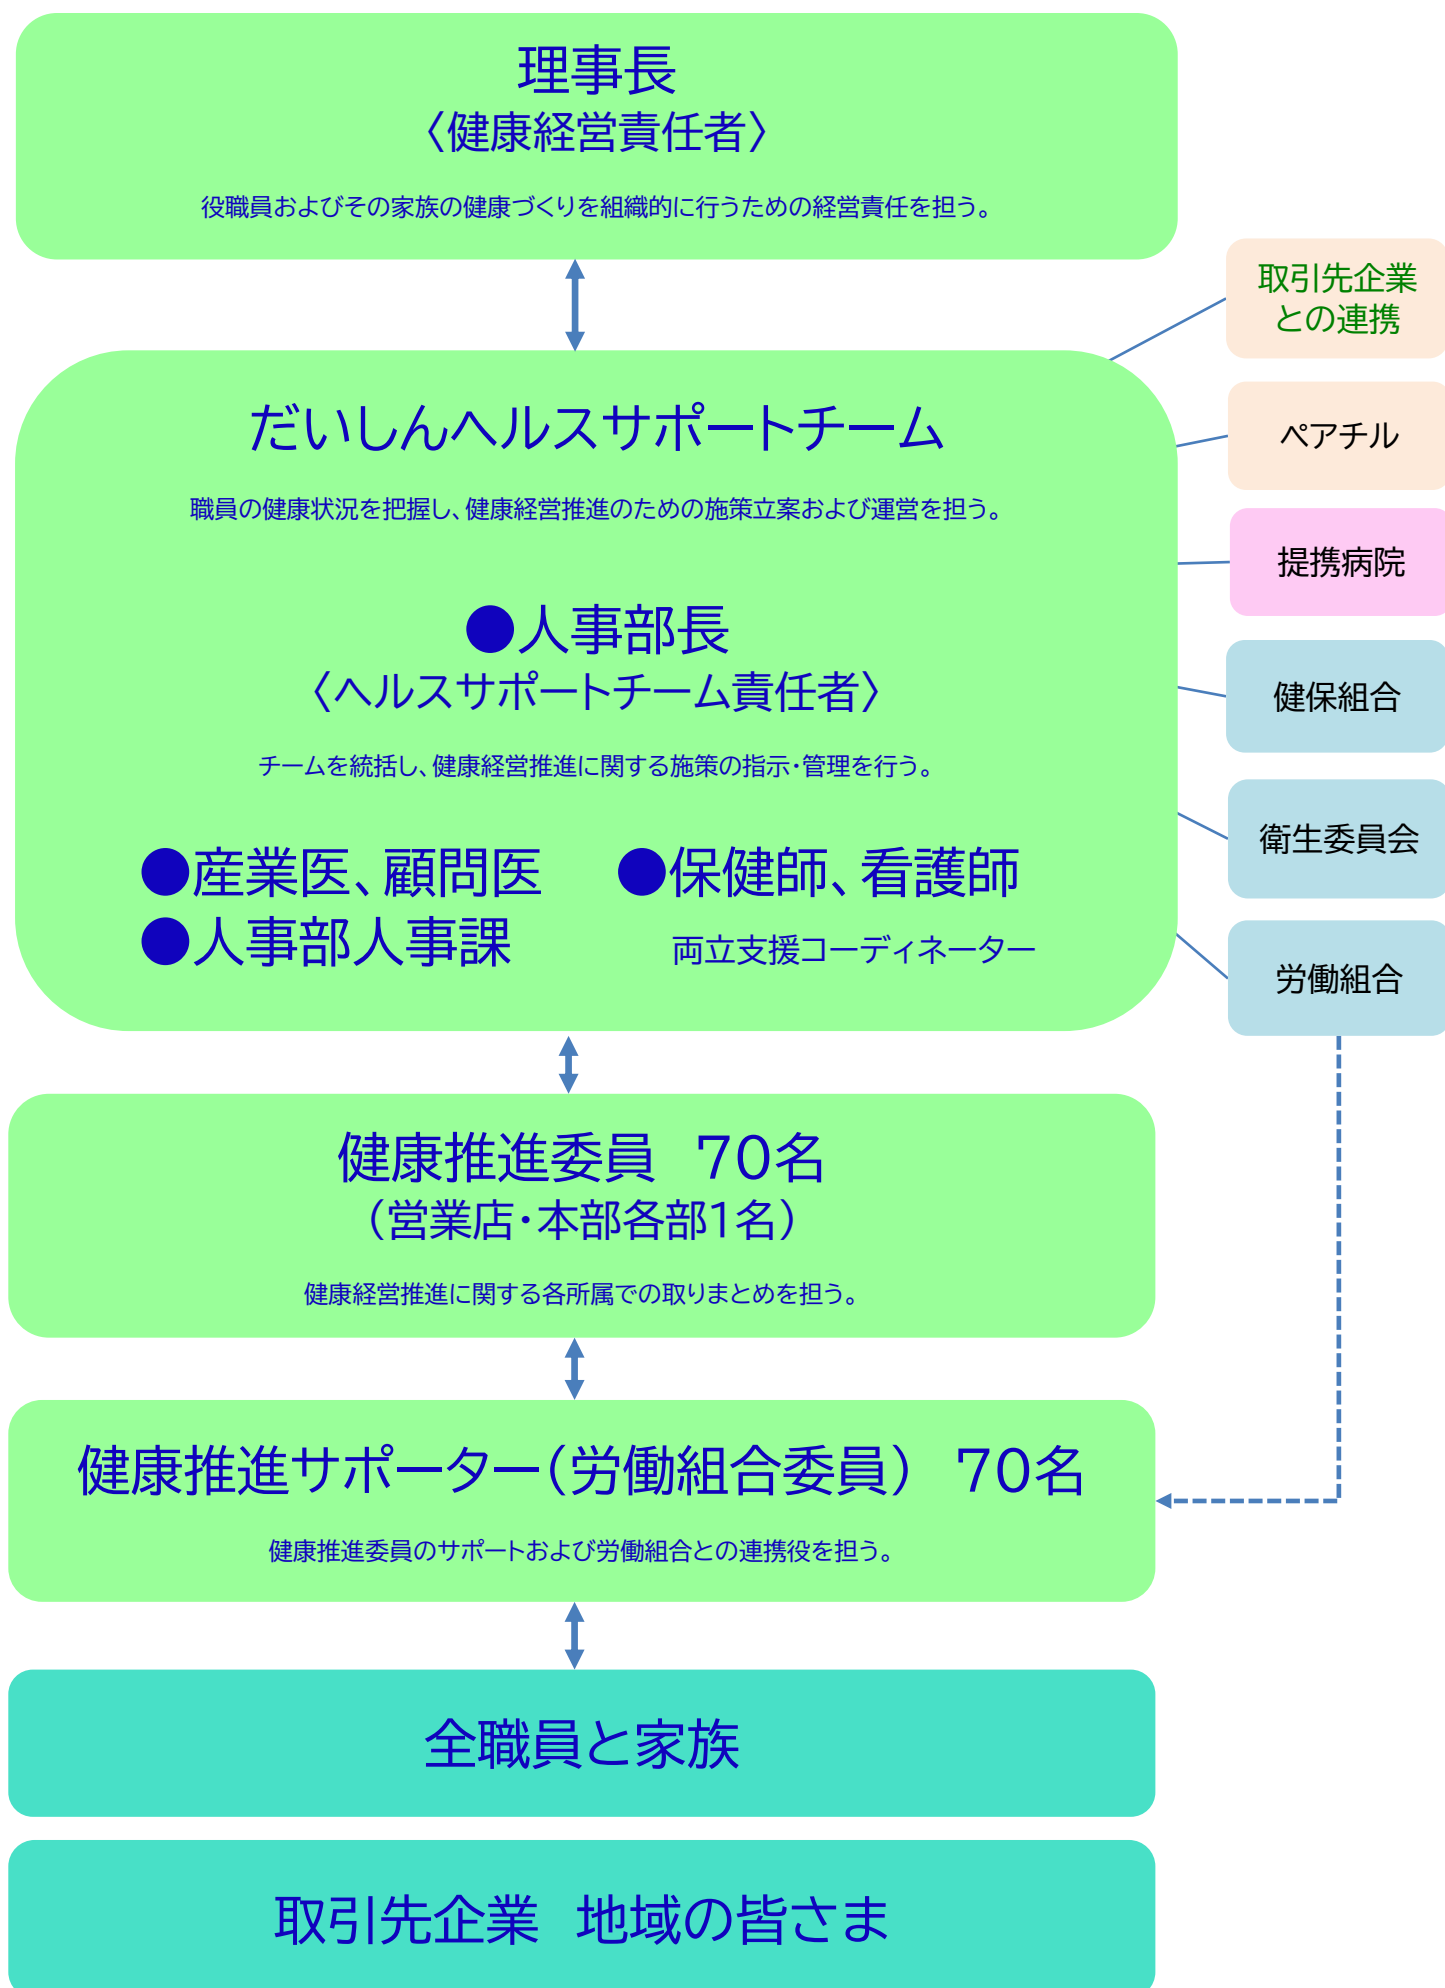 理事長
〈健康経営責任者〉
役職員およびその家族の健康づくりを組織的に行うための経営責任を担う。
だいしんヘルスサポートチーム
職員の健康状況を把握し、健康経営推進のための施策立案および運営を担う。
●人事部長
〈ヘルスサポートチーム責任者〉
チームを統括し、健康経営推進に関する施策の指示・管理を行う。
●産業医、顧問医 ●保健師、看護師
●人事部人事課 両立支援コーディネーター
取引先企業
との連携
ペアチル
提携病院
健保組合
衛生委員会
労働組合
健康推進委員　70名
（営業店・本部各部1名）
健康経営推進に関する各所属での取りまとめを担う。
健康推進サポーター（労働組合委員）　70名
健康推進委員のサポートおよび労働組合との連携役を担う。
全職員と家族
取引先企業　地域の皆さま